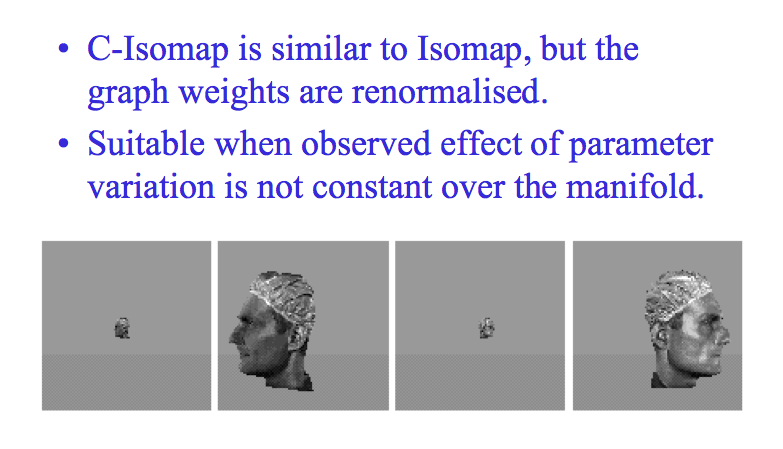 • C-Isomap is similar to Isomap, but the
graph weights are renormalised.
• Suitable when observed effect of parameter
variation is not constant over the manifold.